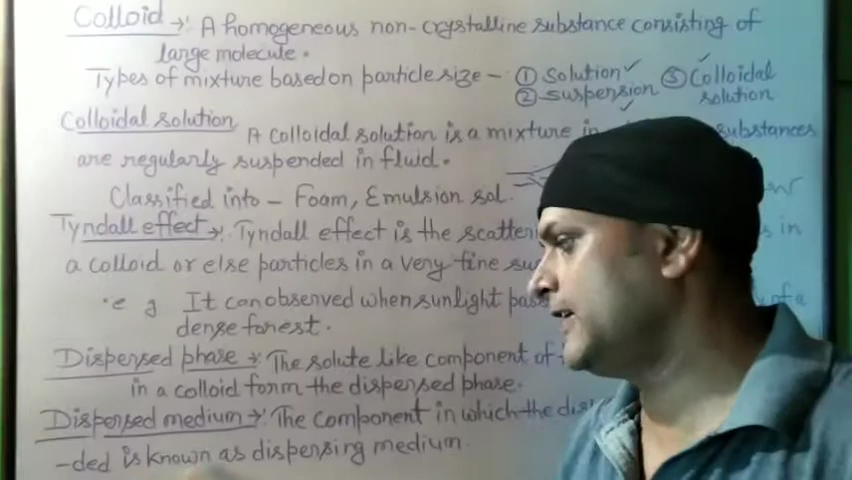 Colloid →: A homogeneous non-crystalline substance consisting of
large molecule.
Types of mixture based on particle size – ① Solution ✓ ③ Colloidal
② suspension ✓ solution
Colloidal solution A colloidal solution is a mixture in substances
are regularly suspended in fluid.
Classified into – Foam, Emulsion sol.
Tyndall effect →: Tyndall effect is the in
a colloid or else particles in a very fine
e g It can observed when sunlight of a
dense forest.
Dispersed phase →: The solute like component of
in a colloid form the dispersed phase.
Dispersed medium →: The component in which the
-ded is known as dispersing medium.